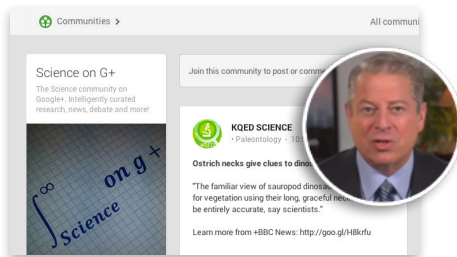 Communities >
All communi
Science on G+
The Science community on
Google+. Intelligently curated
research, news, debate and more!
∞
∫ on g+
Science
Join this community to post or comm
KQED SCIENCE
• Paleontology - 10:
Ostrich necks give clues to dino
"The familiar view of sauropod dinosau
for vegetation using their long, graceful nec
be entirely accurate, say scientists."
Learn more from +BBC News: http://goo.gl/H8krfu